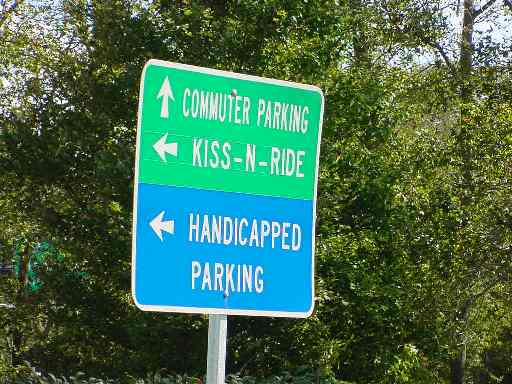 COMMUTER PARKING
KISS-N-RIDE
HANDICAPPED
PARKING